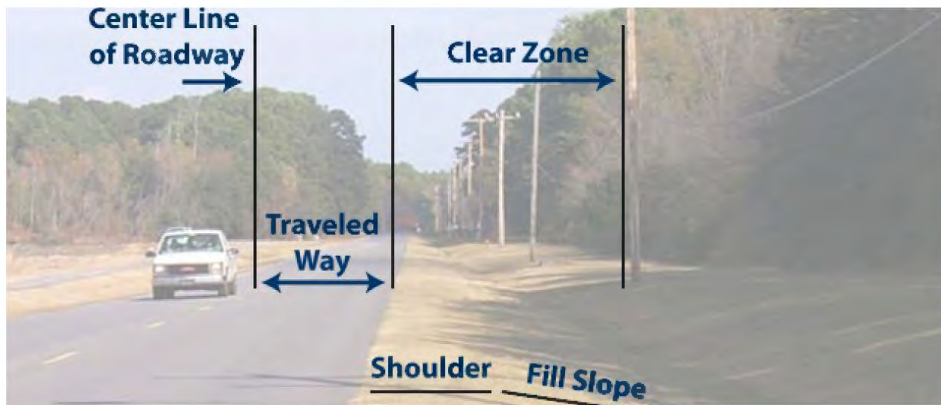 Center Line
of Roadway
Clear Zone
Traveled
Way
Shoulder
Fill Slope